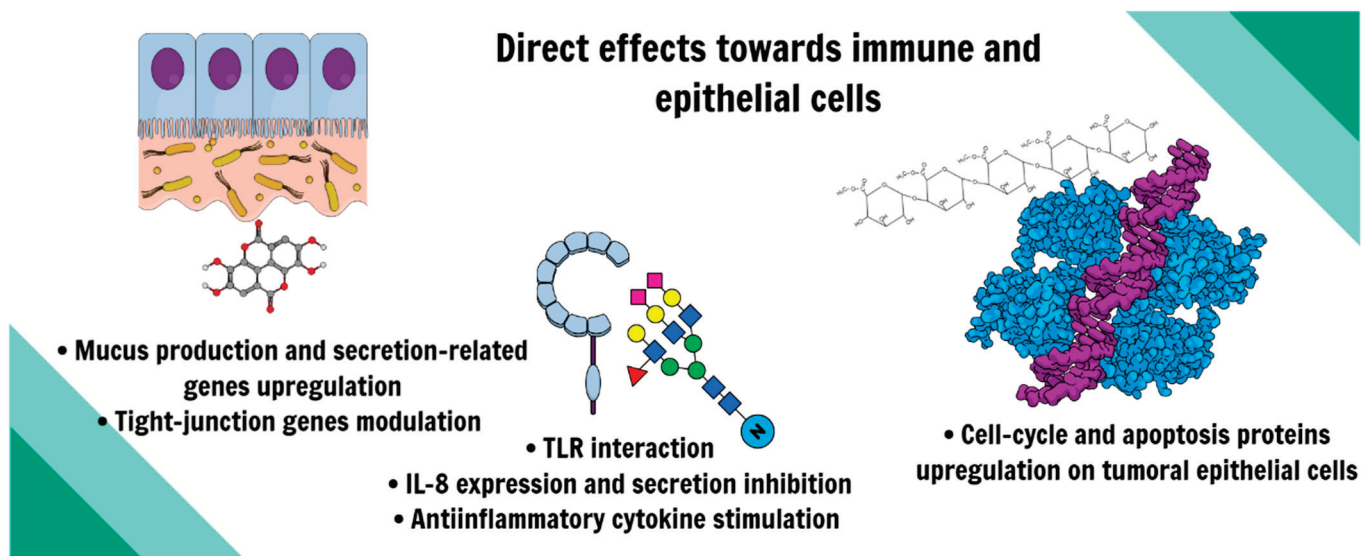 Direct effects towards immune and
epithelial cells
• Mucus production and secretion-related
genes upregulation
• Tight-junction genes modulation
N
• TLR interaction
• IL-8 expression and secretion inhibition
• Antiinflammatory cytokine stimulation
• Cell-cycle and apoptosis proteins
upregulation on tumoral epithelial cells